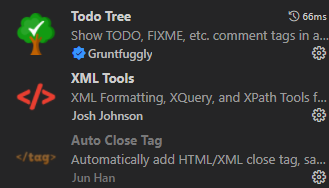 Todo Tree 66ms
Show TODO, FIXME, etc. comment tags in a...
Gruntfuggly
XML Tools
XML Formatting, XQuery, and XPath Tools f...
Josh Johnson
</tag>
Auto Close Tag
Automatically add HTML/XML close tag, sa...
Jun Han